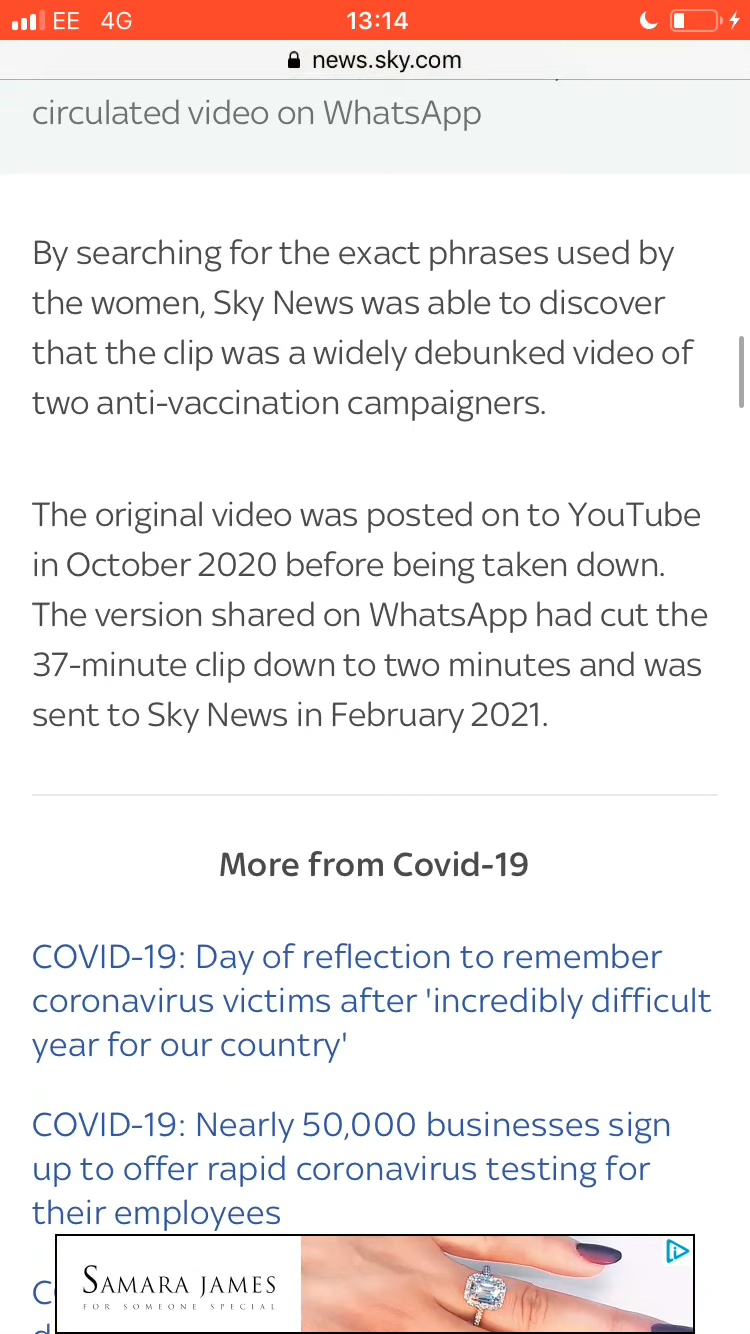 EE 4G 13:14
news.sky.com
circulated video on WhatsApp
By searching for the exact phrases used by
the women, Sky News was able to discover
that the clip was a widely debunked video of
two anti-vaccination campaigners.
The original video was posted on to YouTube
in October 2020 before being taken down.
The version shared on WhatsApp had cut the
37-minute clip down to two minutes and was
sent to Sky News in February 2021.
More from Covid-19
COVID-19: Day of reflection to remember
coronavirus victims after 'incredibly difficult
year for our country'
COVID-19: Nearly 50,000 businesses sign
up to offer rapid coronavirus testing for
their employees
SAMARA JAMES
FOR SOMEONE SPECIAL